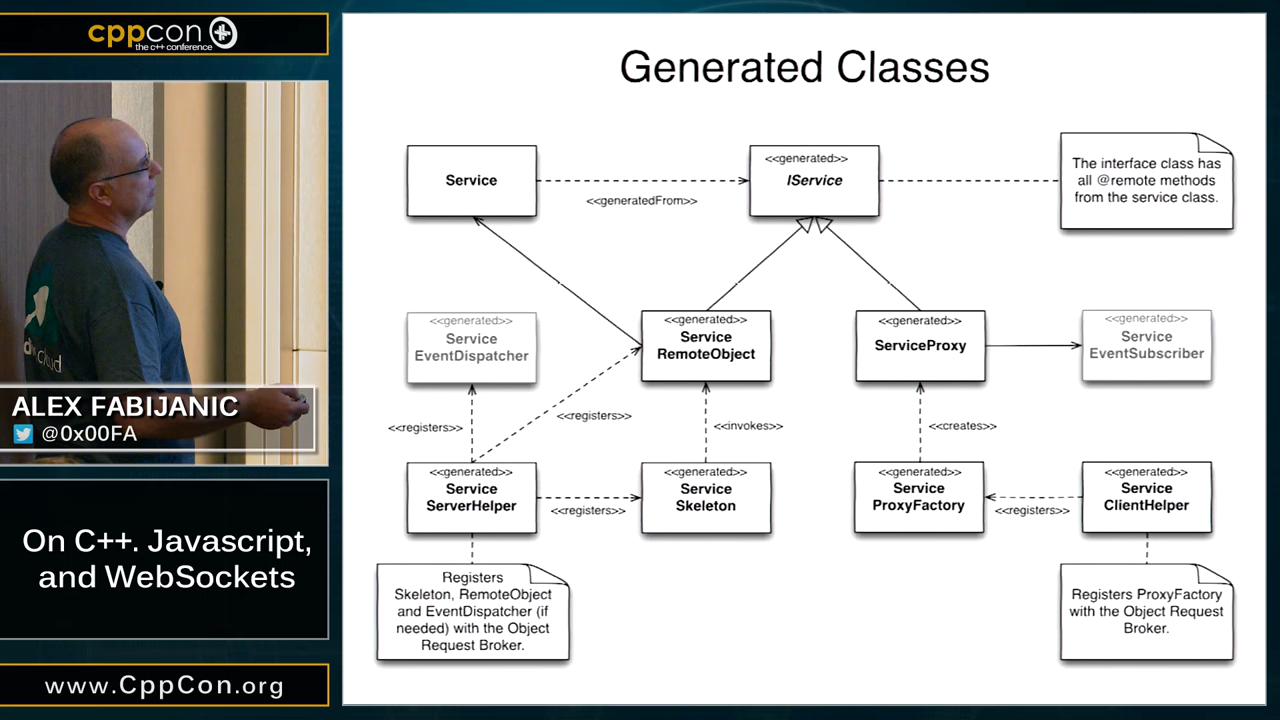 cppcon
the c++ conference
ALEX FABIJANIC
@0x00FA
On C++. Javascript,
and WebSockets
www.CppCon.org
Generated Classes
Service
<<generatedFrom>>
<<generated>>
IService
The interface class has
all @remote methods
from the service class.
<<generated>>
Service
EventDispatcher
<<generated>>
Service
RemoteObject
<<generated>>
ServiceProxy
<<generated>>
Service
EventSubscriber
<<registers>>
<<registers>>
<<invokes>>
<<creates>>
<<generated>>
Service
ServerHelper
<<registers>>
<<generated>>
Service
Skeleton
<<generated>>
Service
ProxyFactory
<<registers>>
<<generated>>
Service
ClientHelper
Registers
Skeleton, RemoteObject
and EventDispatcher (if
needed) with the Object
Request Broker.
Registers ProxyFactory
with the Object Request
Broker.